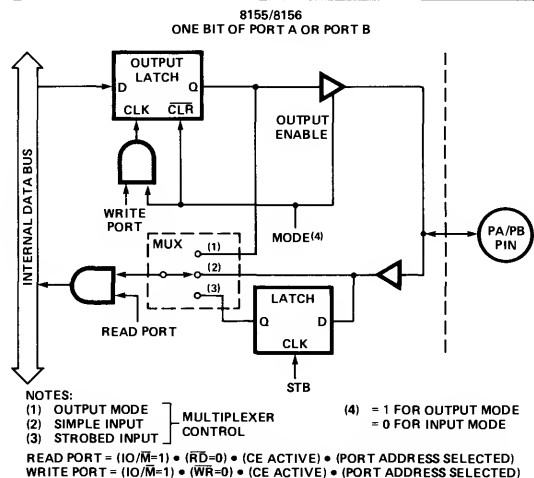 8155/8156
ONE BIT OF PORT A OR PORT B
OUTPUT
LATCH
D
Q
CLK
C̅L̅R̅
OUTPUT
ENABLE
INTERNAL DATA BUS
WRITE
PORT
MODE(4)
PA/PB
PIN
MUX
(1)
(2)
(3)
READ PORT
LATCH
Q
D
CLK
STB
NOTES:
(1) OUTPUT MODE
(2) SIMPLE INPUT
(3) STROBED INPUT
MULTIPLEXER
CONTROL
(4) = 1 FOR OUTPUT MODE
= 0 FOR INPUT MODE
READ PORT = (IO/M̅=1) • (R̅D̅=0) • (CE ACTIVE) • (PORT ADDRESS SELECTED)
WRITE PORT = (IO/M̅=1) • (W̅R̅=0) • (CE ACTIVE) • (PORT ADDRESS SELECTED)